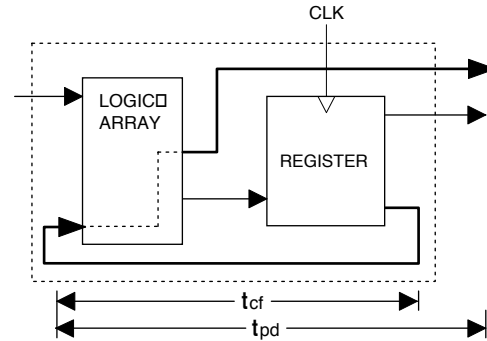 CLK
LOGIC□
ARRAY
REGISTER
tcf
tpd